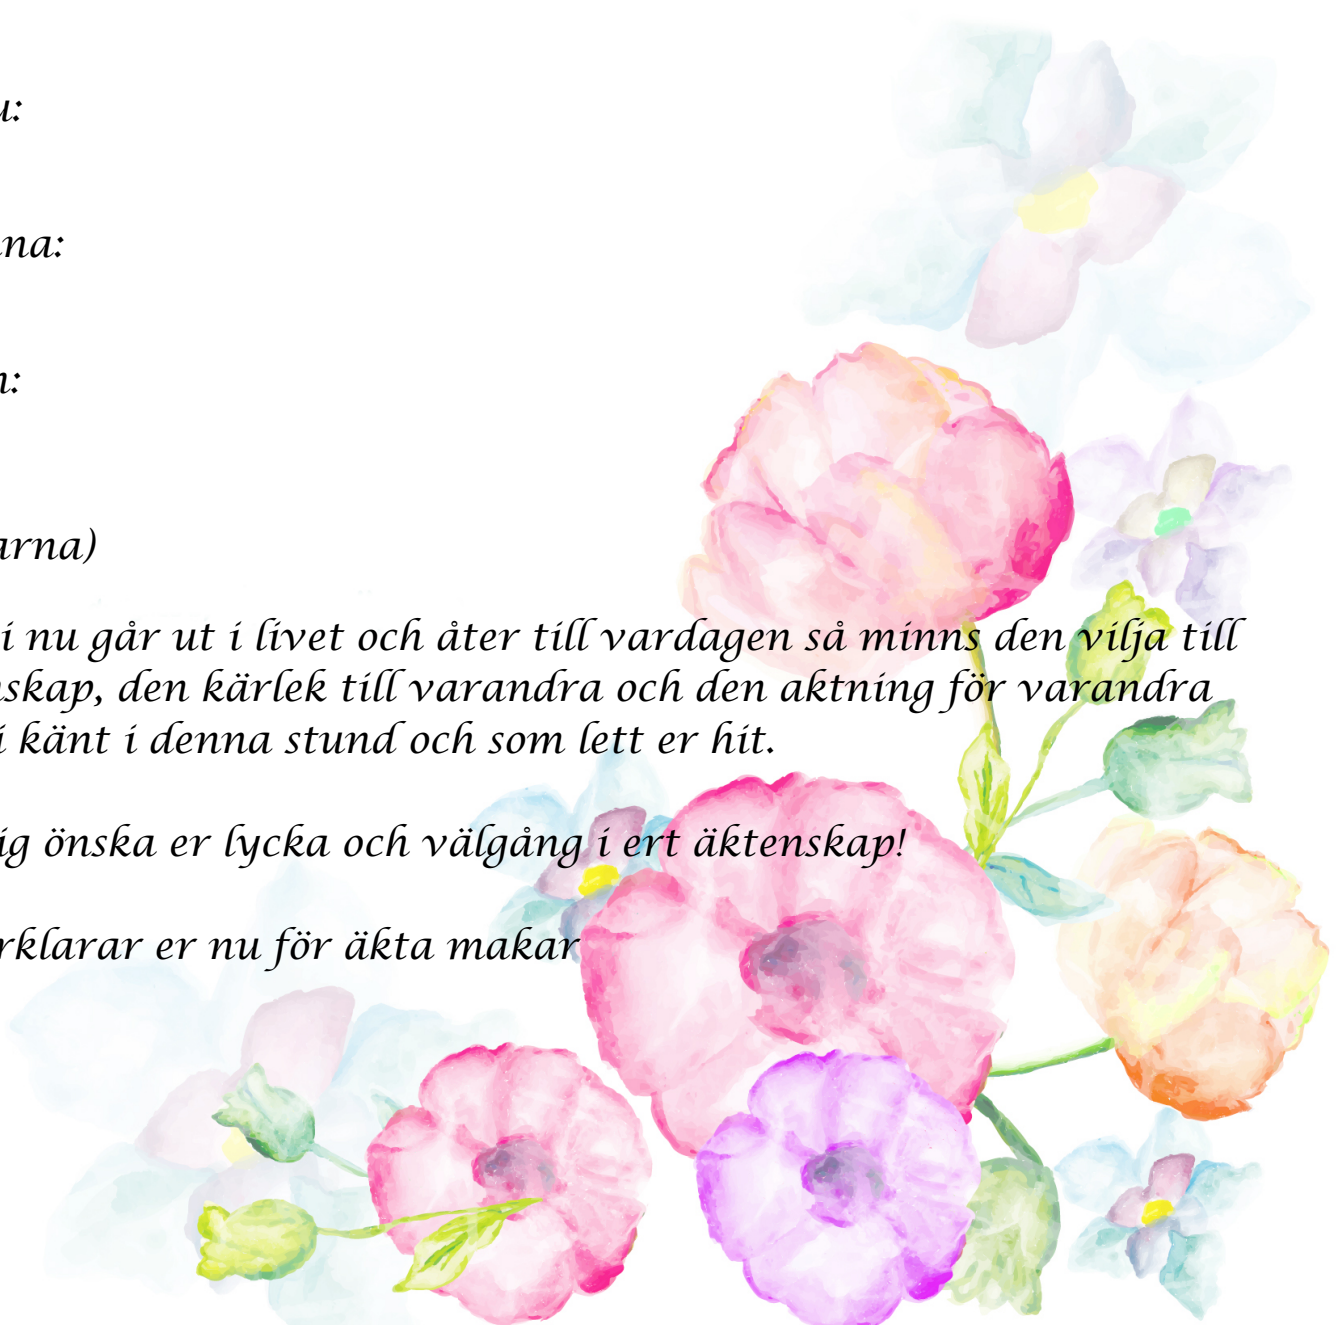 u:
na:
n:
arna)
i nu går ut i livet och åter till vardagen så minns den vilja till
nskap, den kärlek till varandra och den aktning för varandra
i känt i denna stund och som lett er hit.
ig önska er lycka och välgång i ert äktenskap!
rklarar er nu för äkta makar